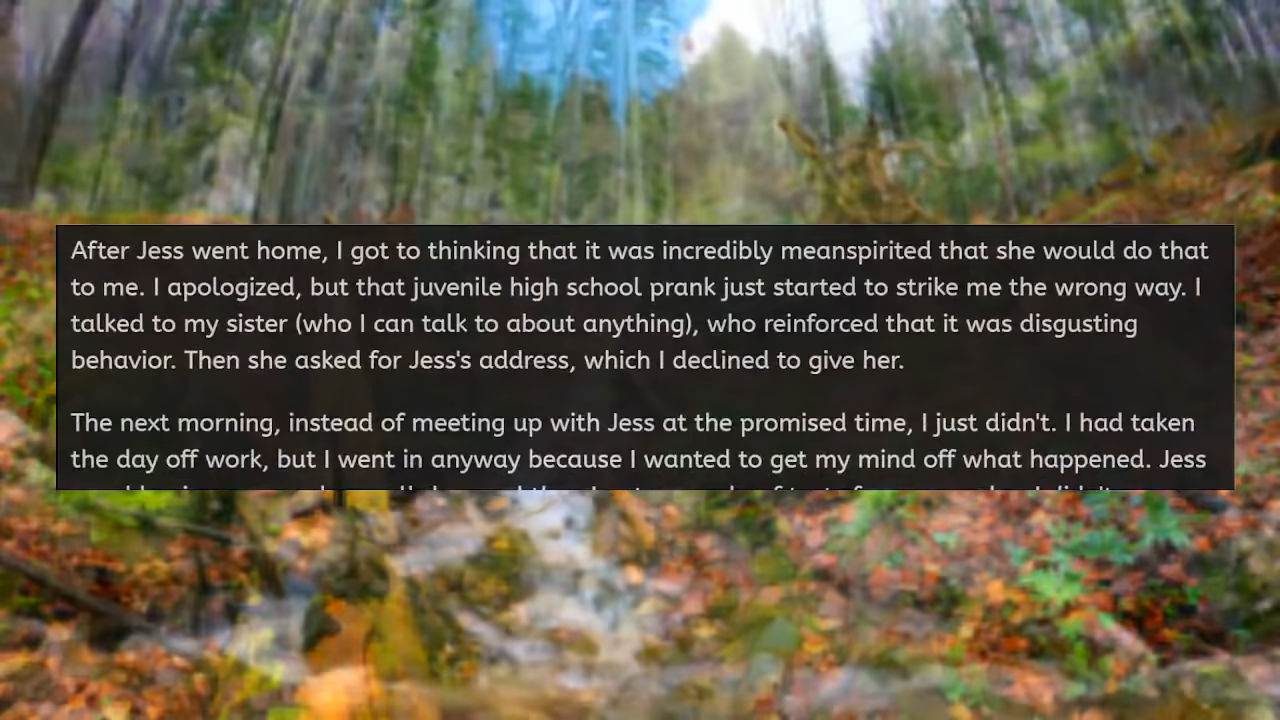 After Jess went home, I got to thinking that it was incredibly meanspirited that she would do that
to me. I apologized, but that juvenile high school prank just started to strike me the wrong way. I
talked to my sister (who I can talk to about anything), who reinforced that it was disgusting
behavior. Then she asked for Jess's address, which I declined to give her.
The next morning, instead of meeting up with Jess at the promised time, I just didn't. I had taken
the day off work, but I went in anyway because I wanted to get my mind off what happened. Jess